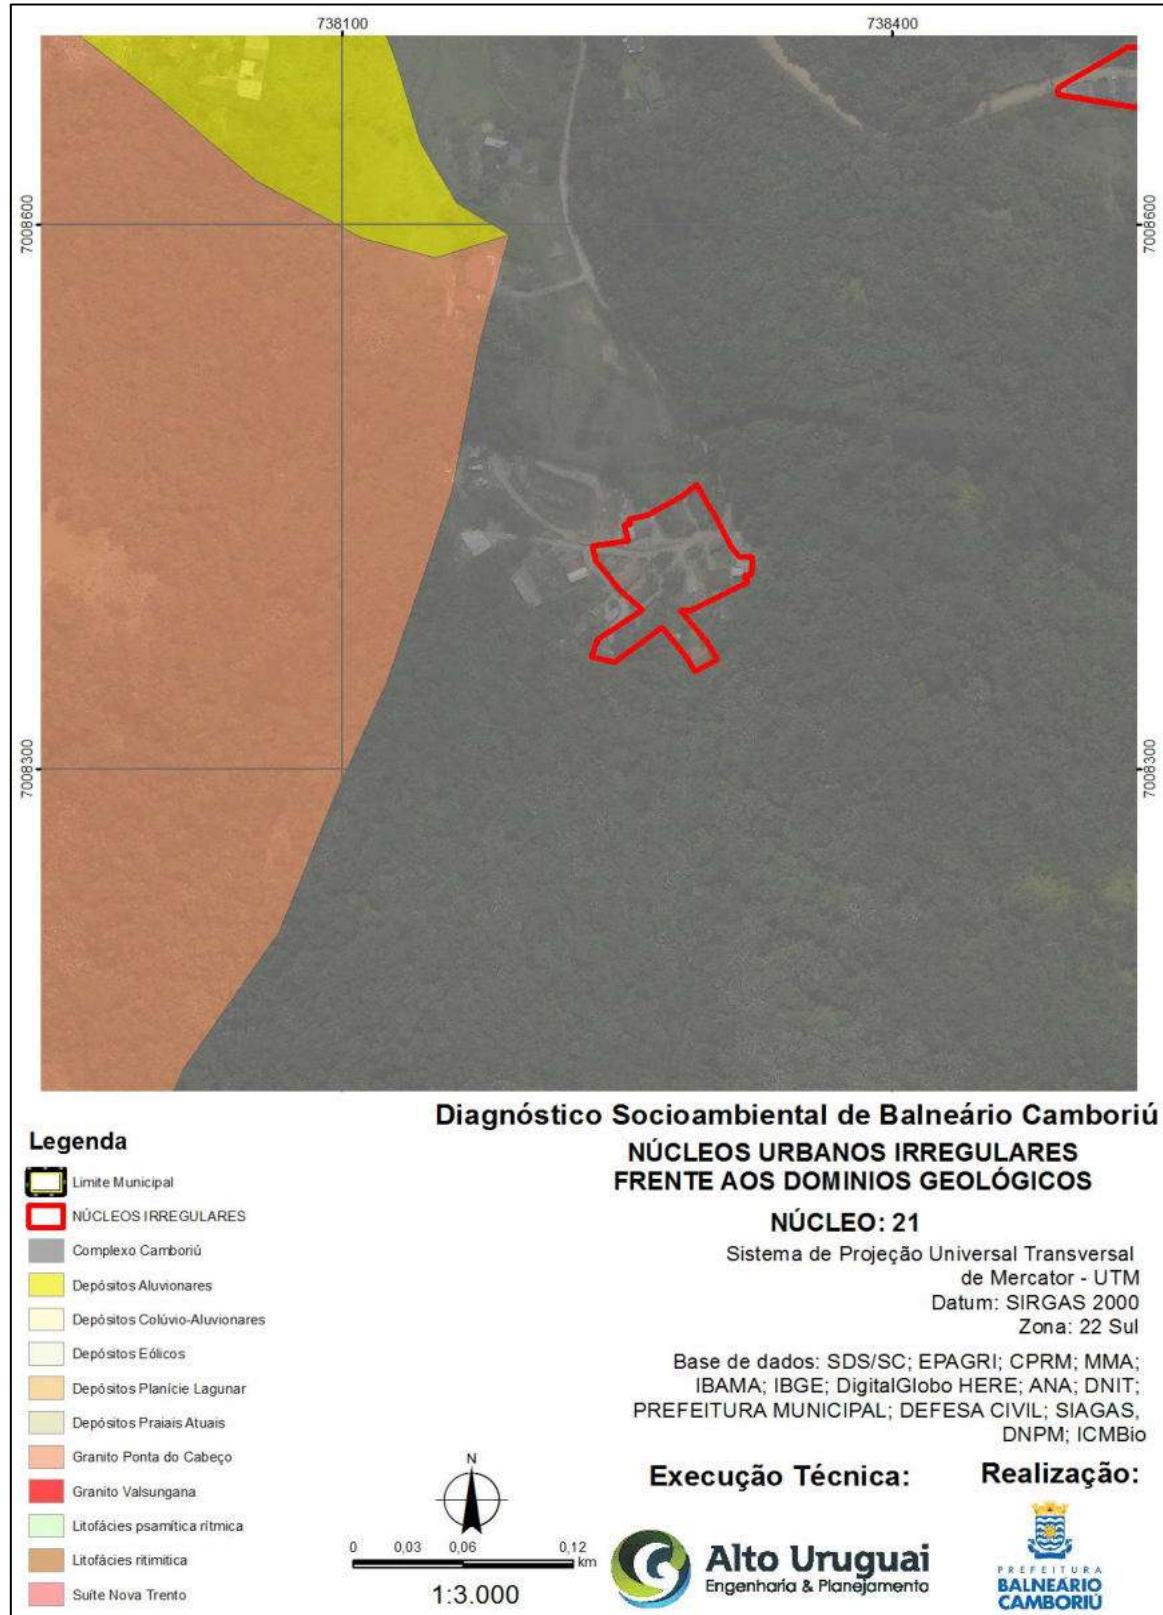 738100
738400
7008600
7008600
7008300
7008300
Diagnóstico Socioambiental de Balneário Camboriú
NÚCLEOS URBANOS IRREGULARES
FRENTE AOS DOMINIOS GEOLÓGICOS
NÚCLEO: 21
Sistema de Projeção Universal Transversal
de Mercator - UTM
Datum: SIRGAS 2000
Zona: 22 Sul
Base de dados: SDS/SC; EPAGRI; CPRM; MMA;
IBAMA; IBGE; DigitalGlobo HERE; ANA; DNIT;
PREFEITURA MUNICIPAL; DEFESA CIVIL; SIAGAS,
DNPM; ICMBio
Legenda
Limite Municipal
NÚCLEOS IRREGULARES
Complexo Camboriú
Depósitos Aluvionares
Depósitos Colúvio-Aluvionares
Depósitos Eólicos
Depósitos Planície Lagunar
Depósitos Praiais Atuais
Granito Ponta do Cabeço
Granito Valsungana
Litofácies psamítica rítmica
Litofácies ritimitica
Suíte Nova Trento
N
0 0,03 0,06 0,12
km
1:3.000
Execução Técnica:
Alto Uruguai
Engenharia & Planejamento
Realização:
PREFEITURA
BALNEÁRIO
CAMBORIÚ